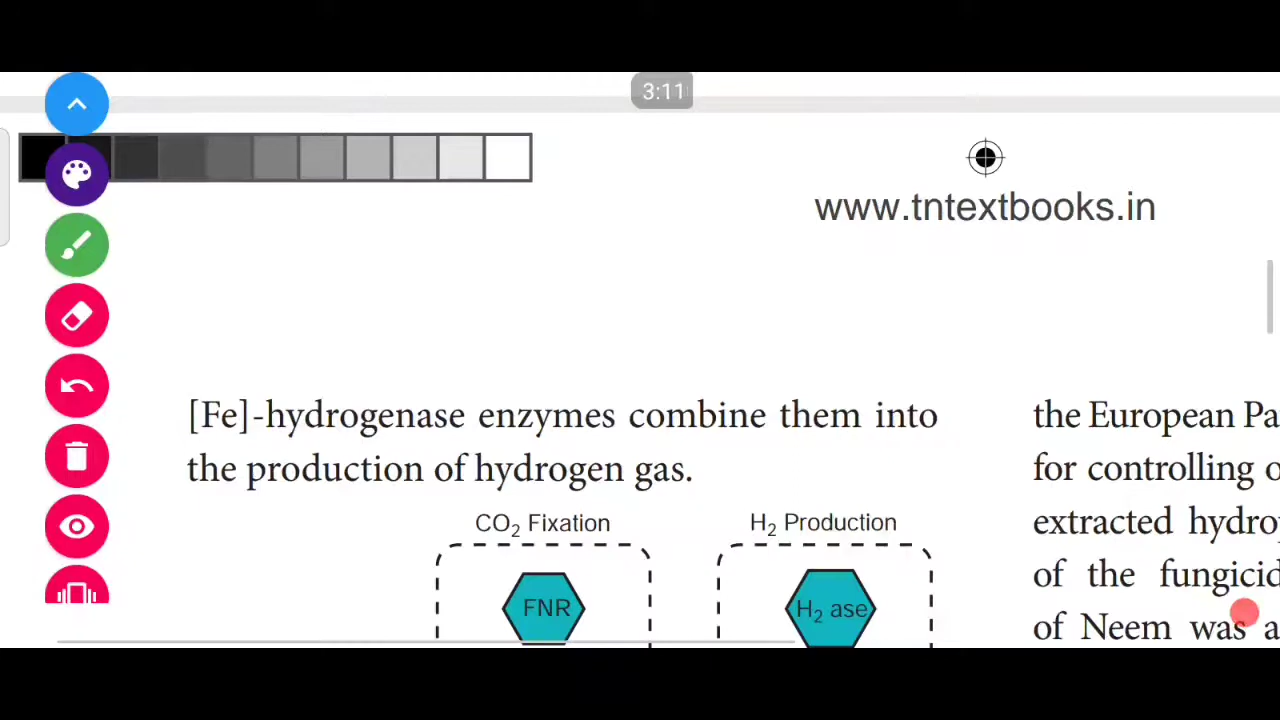 3:11
www.tntextbooks.in
[Fe]-hydrogenase enzymes combine them into
the production of hydrogen gas.
CO₂ Fixation
H₂ Production
FNR
H₂ ase
the European
for controlling
extracted
of the
of Neem was